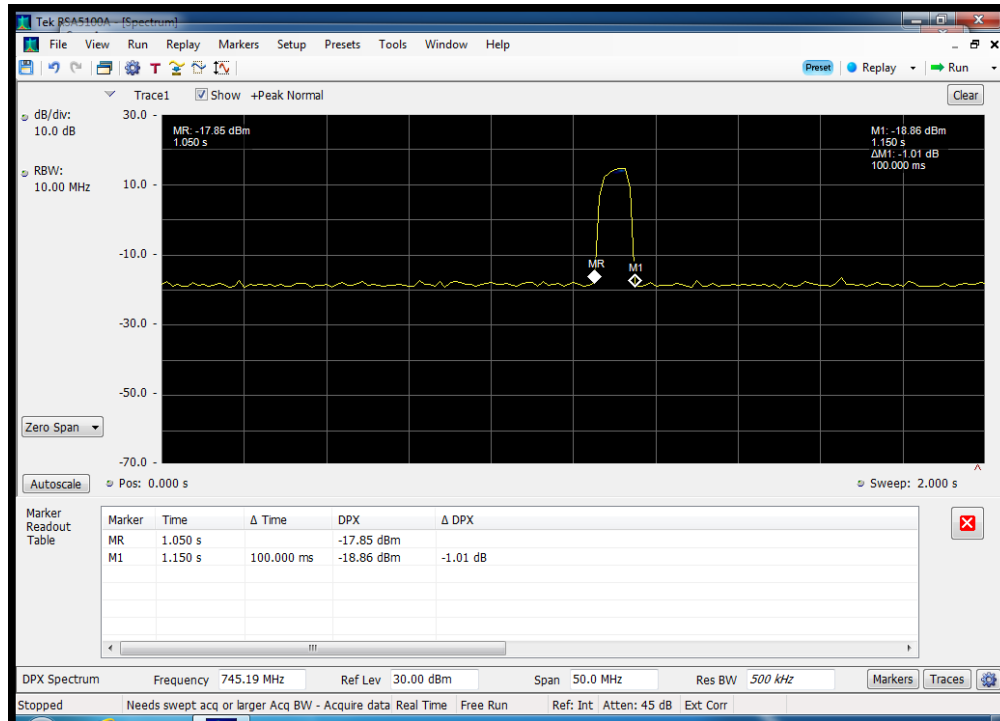 Tek RSA5100A - [Spectrum]
File View Run Replay Markers Setup Presets Tools Window Help
T Preset Replay Run
Trace1 Show +Peak Normal Clear
dB/div:
10.0 dB
RBW:
10.00 MHz
30.0 -
10.0 -
-10.0 -
-30.0 -
-50.0 -
-70.0 -
MR: -17.85 dBm
1.050 s
M1: -18.86 dBm
1.150 s
ΔM1: -1.01 dB
100.000 ms
MR
M1
Zero Span
Autoscale Pos: 0.000 s Sweep: 2.000 s
Marker
Readout
Table
Marker Time Δ Time DPX Δ DPX
MR 1.050 s -17.85 dBm
M1 1.150 s 100.000 ms -18.86 dBm -1.01 dB
DPX Spectrum Frequency 745.19 MHz Ref Lev 30.00 dBm Span 50.0 MHz Res BW 500 kHz Markers Traces
Stopped Needs swept acq or larger Acq BW - Acquire data Real Time Free Run Ref: Int Atten: 45 dB Ext Corr